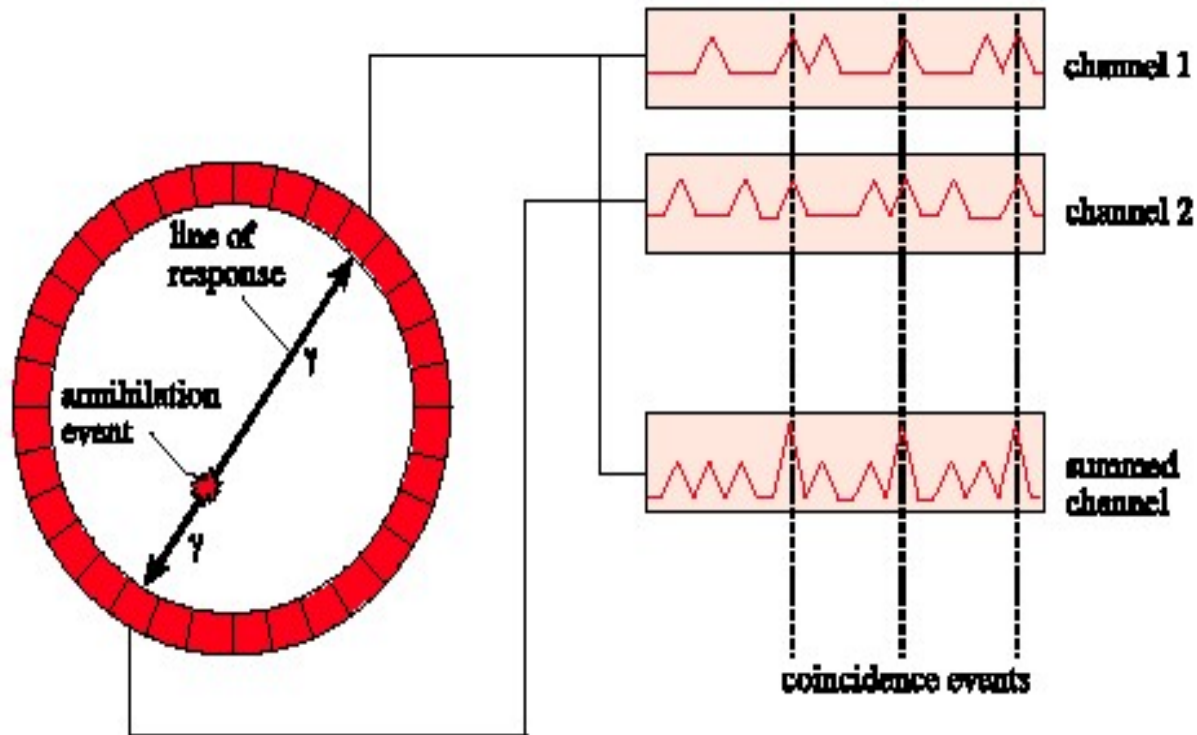 channel 1
channel 2
line of
response
γ
annihilation
event
γ
summed
channel
coincidence events